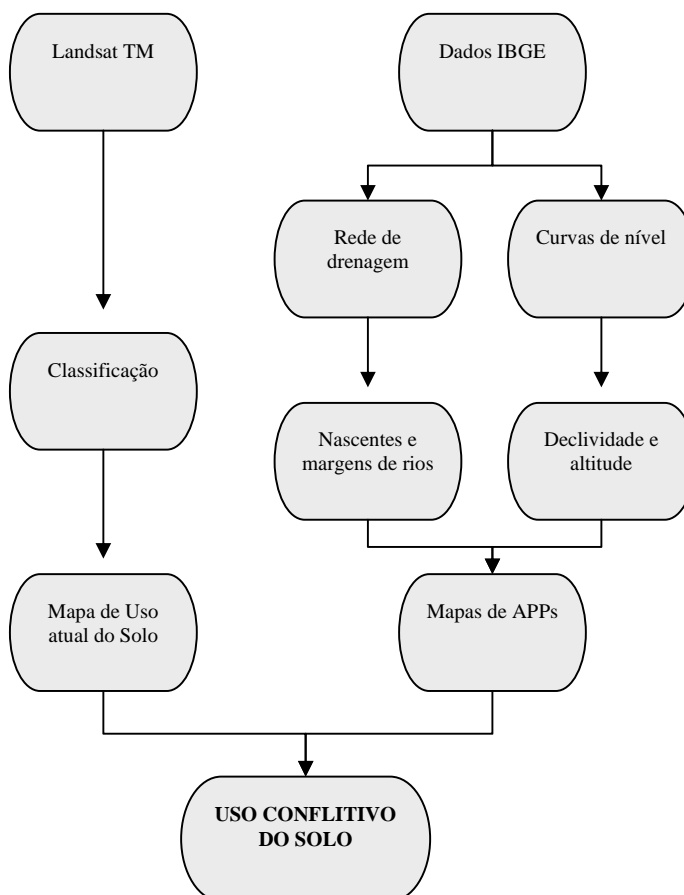 Landsat TM
Dados IBGE
Rede de
drenagem
Curvas de nível
Classificação
Nascentes e
margens de rios
Declividade e
altitude
Mapa de Uso
atual do Solo
Mapas de APPs
USO CONFLITIVO
DO SOLO